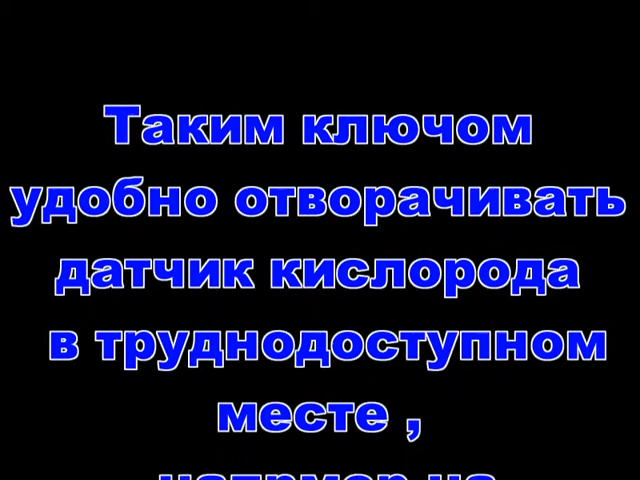 Таким ключом
удобно отворачивать
датчик кислорода
в труднодоступном
месте ,